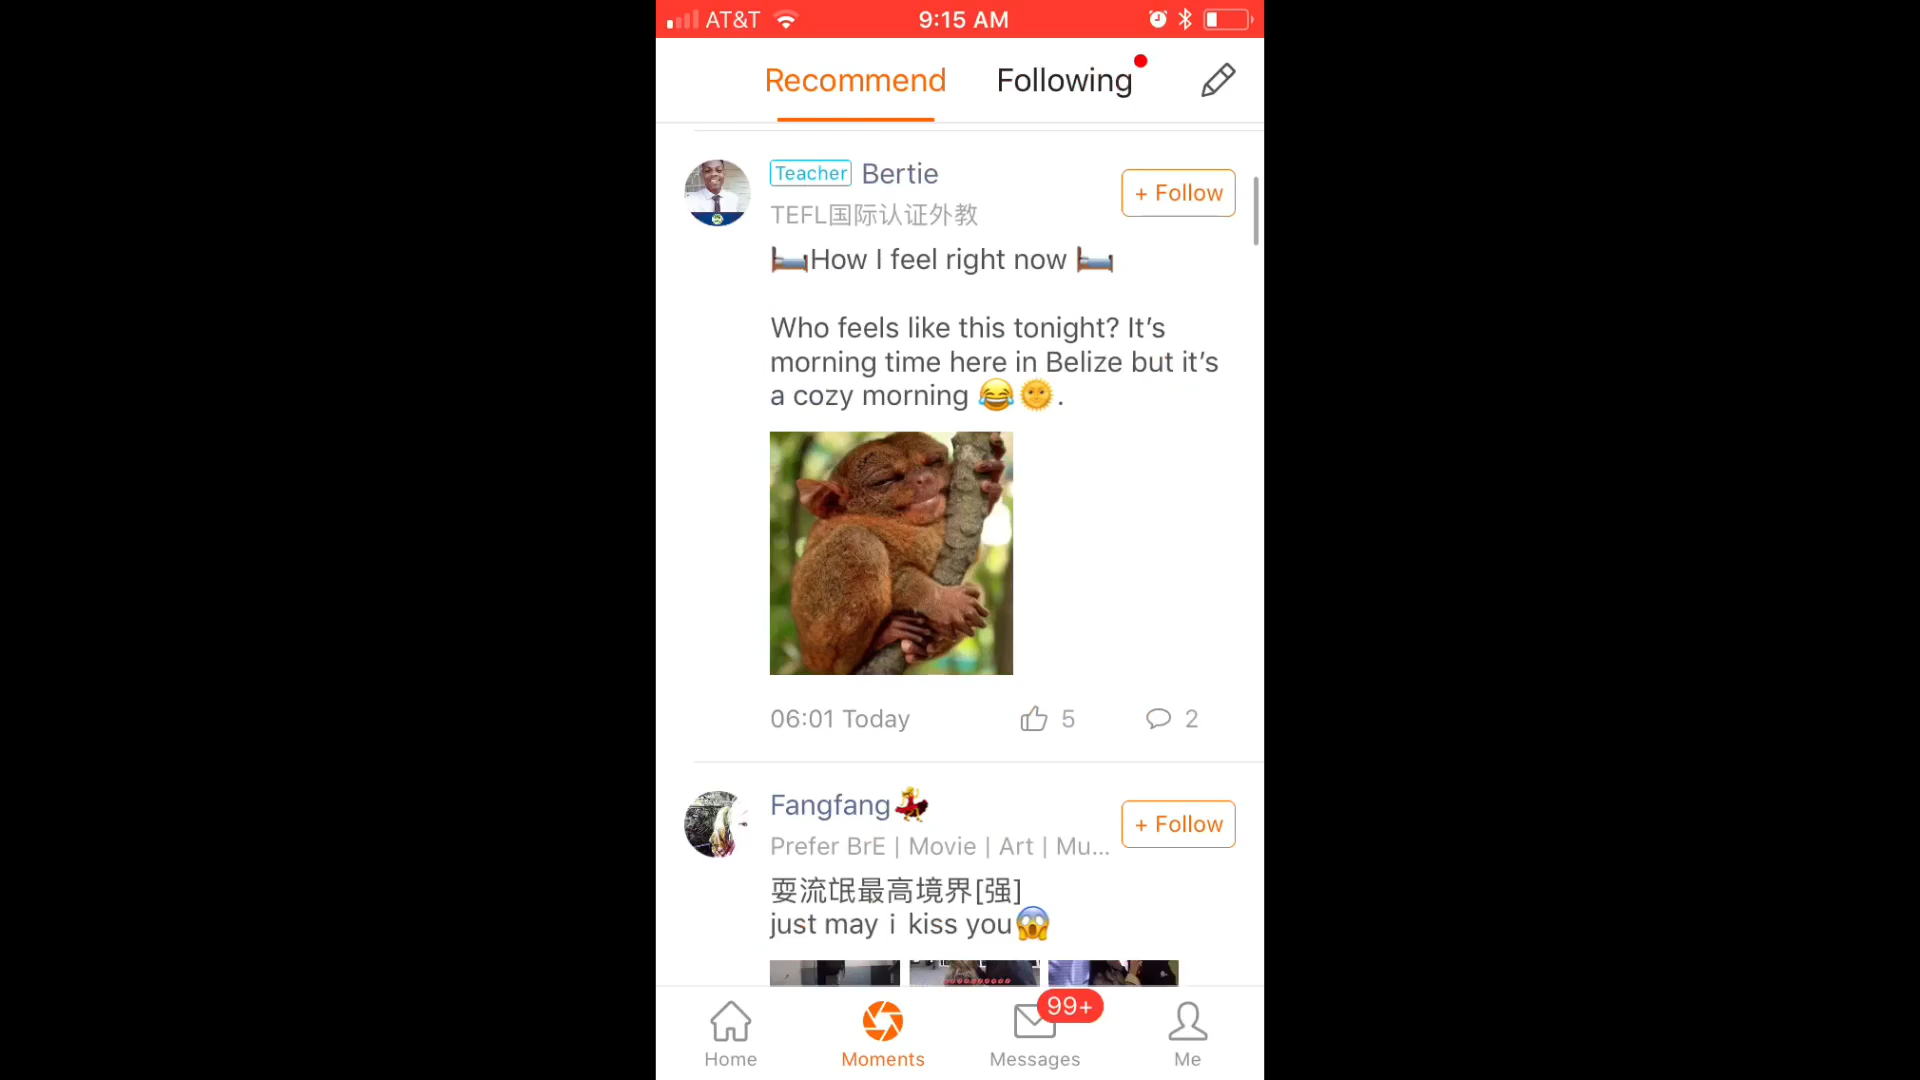 AT&T 9:15 AM
Recommend Following
Teacher Bertie
+ Follow
TEFL国际认证外教
How I feel right now
Who feels like this tonight? It’s
morning time here in Belize but it’s
a cozy morning 😂🌞.
06:01 Today 5 2
Fangfang💃
+ Follow
Prefer BrE | Movie | Art | Mu...
耍流氓最高境界[强]
just may i kiss you😱
99+
Home Moments Messages Me